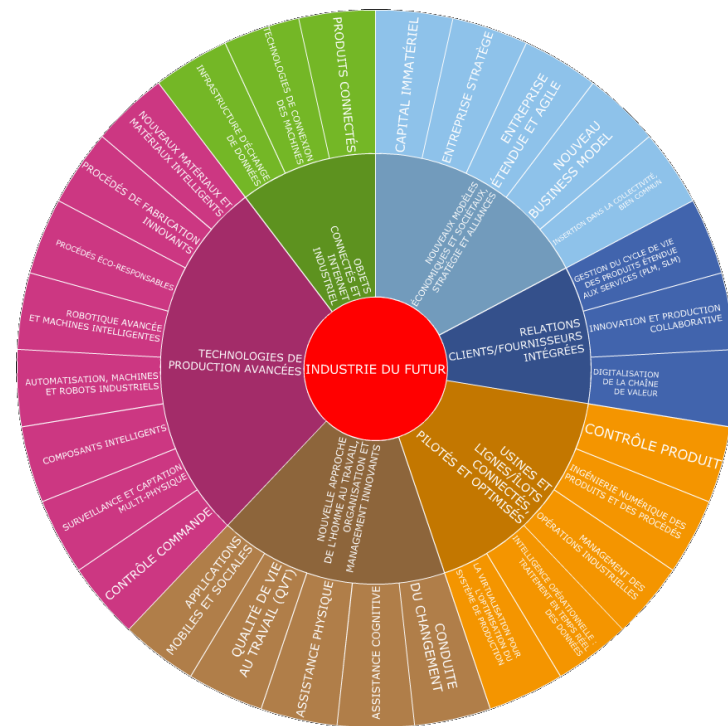 INDUSTRIE DU FUTUR
NOUVEAUX MODÈLES
ÉCONOMIQUES ET SOCIETAUX,
STRATÉGIE ET ALLIANCES
CAPITAL IMMATÉRIEL
ENTREPRISE STRATÈGE
ENTREPRISE
ÉTENDUE ET AGILE
NOUVEAU
BUSINESS MODEL
INSERTION DANS LA COLLECTIVITÉ,
BIEN COMMUN
RELATIONS
CLIENTS/FOURNISSEURS
INTÉGRÉES
GESTION DU CYCLE DE VIE
DES PRODUITS ÉTENDUE
AUX SERVICES (PLM, SLM)
INNOVATION ET PRODUCTION
COLLABORATIVE
DIGITALISATION
DE LA CHAÎNE
DE VALEUR
USINES ET
LIGNES/ILOTS
CONNECTÉS,
PILOTÉS ET OPTIMISÉS
CONTRÔLE PRODUIT
INGÉNIERIE NUMÉRIQUE DES
PRODUITS ET DES PROCÉDÉS
MANAGEMENT DES
OPÉRATIONS INDUSTRIELLES
INTELLIGENCE OPÉRATIONNELLE
TRAITEMENT EN TEMPS RÉEL
DES DONNÉES
LA VIRTUALISATION POUR
L'OPTIMISATION DU
SYSTÈME DE PRODUCTION
NOUVELLE APPROCHE
DE L'HOMME AU TRAVAIL,
ORGANISATION ET
MANAGEMENT INNOVANTS
CONDUITE
DU CHANGEMENT
ASSISTANCE COGNITIVE
ASSISTANCE PHYSIQUE
QUALITÉ DE VIE
AU TRAVAIL (QVT)
APPLICATIONS
MOBILES ET SOCIALES
TECHNOLOGIES DE
PRODUCTION AVANCÉES
CONTRÔLE COMMANDE
SURVEILLANCE ET CAPTATION
MULTI-PHYSIQUE
COMPOSANTS INTELLIGENTS
AUTOMATISATION, MACHINES
ET ROBOTS INDUSTRIELS
ROBOTIQUE AVANCÉE
ET MACHINES INTELLIGENTES
PROCÉDÉS ÉCO-RESPONSABLES
PROCÉDÉS DE FABRICATION
INNOVANTS
NOUVEAUX MATÉRIAUX ET
MATÉRIAUX INTELLIGENTS
OBJETS
CONNECTÉS ET
INTERNET
INDUSTRIEL
INFRASTRUCTURE D'ÉCHANGE
DE DONNÉES
TECHNOLOGIES DE CONNEXION
DES MACHINES
PRODUITS CONNECTÉS